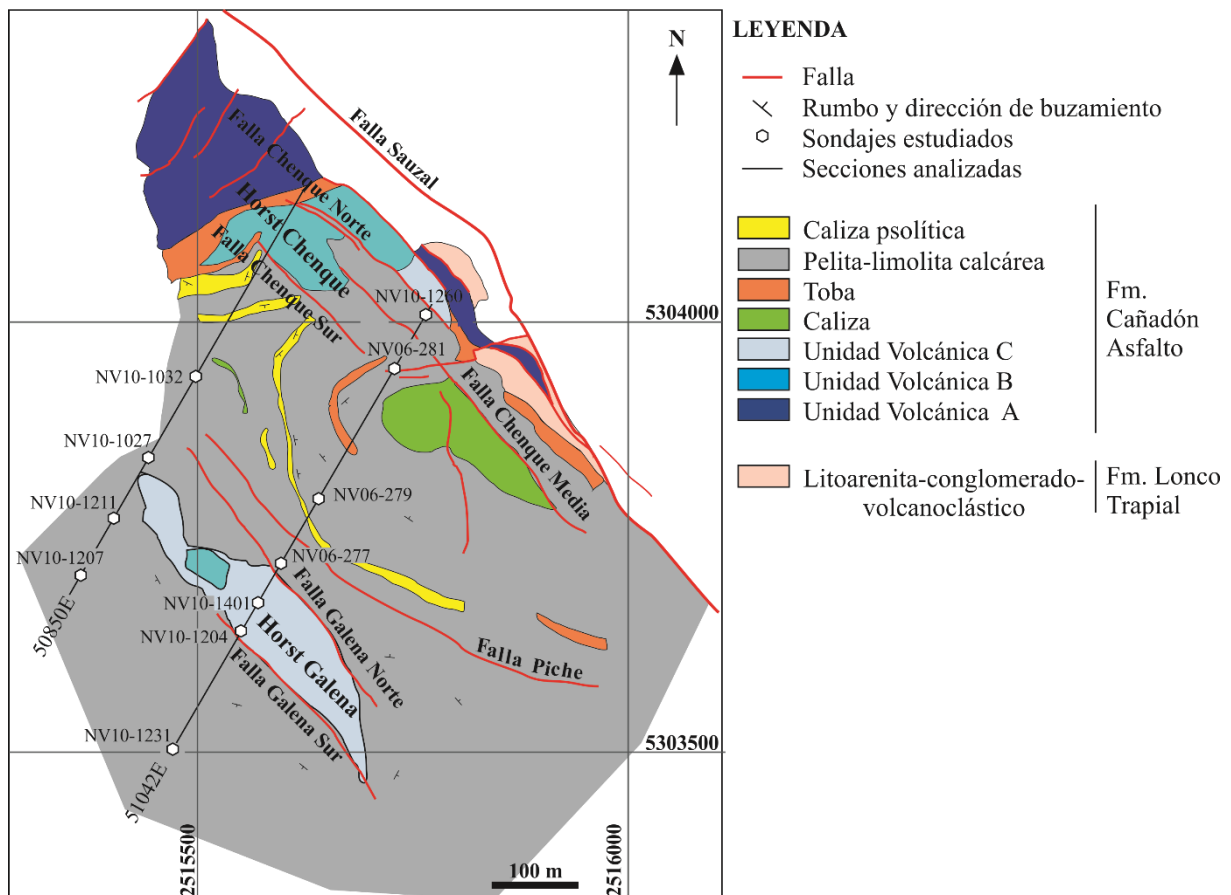 N
Falla Sauzal
Falla Chenque Norte
Horst Chenque
Falla Chenque Sur
NV10-1260
5304000
NV06-281
NV10-1032
Falla Chenque Media
NV10-1027
NV10-1211
NV06-279
NV10-1207
NV06-277
NV10-1401
Falla Galena Norte
50850E
NV10-1204
Horst Galena
Falla Piche
Falla Galena Sur
NV10-1231
5303500
51042E
2515500
2516000
100 m
LEYENDA
Falla
Rumbo y dirección de buzamiento
Sondajes estudiados
Secciones analizadas
Caliza psolítica
Pelita-limolita calcárea
Toba
Caliza
Unidad Volcánica C
Unidad Volcánica B
Unidad Volcánica A
Fm.
Cañadón
Asfalto
Litoarenita-conglomerado-
volcanoclástico
Fm. Lonco
Trapial